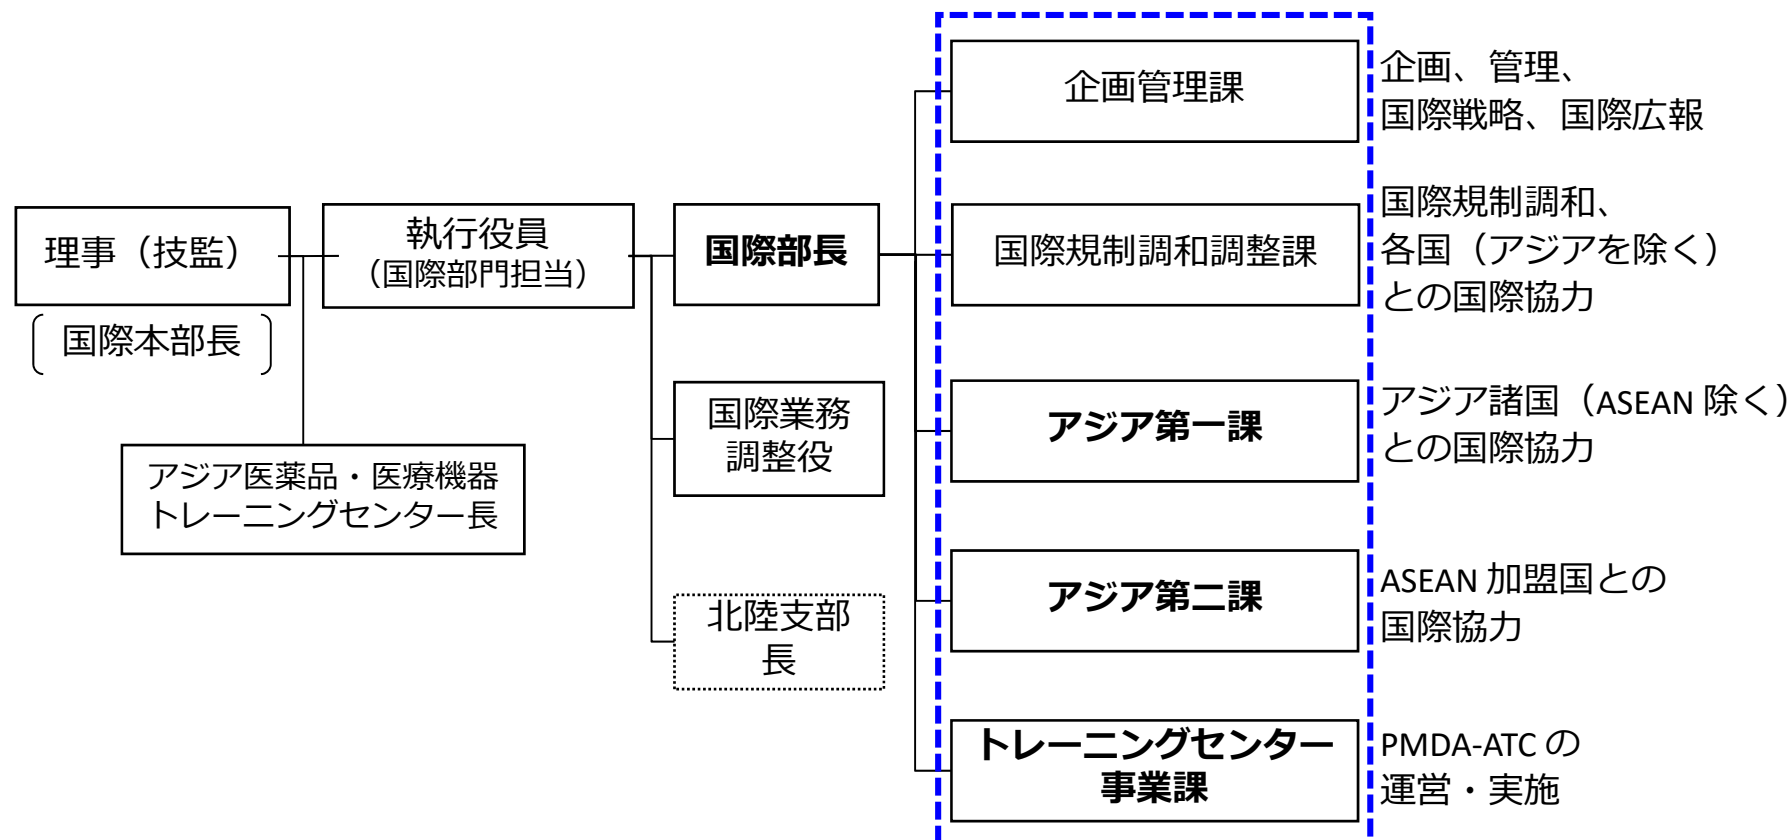 理事（技監）
国際本部長
アジア医薬品・医療機器
トレーニングセンター長
執行役員
（国際部門担当）
国際部長
国際業務
調整役
北陸支部
長
企画管理課
企画、管理、
国際戦略、国際広報
国際規制調和調整課
国際規制調和、
各国（アジアを除く）
との国際協力
アジア第一課
アジア諸国（ASEAN 除く）
との国際協力
アジア第二課
ASEAN 加盟国との
国際協力
トレーニングセンター
事業課
PMDA-ATC の
運営・実施